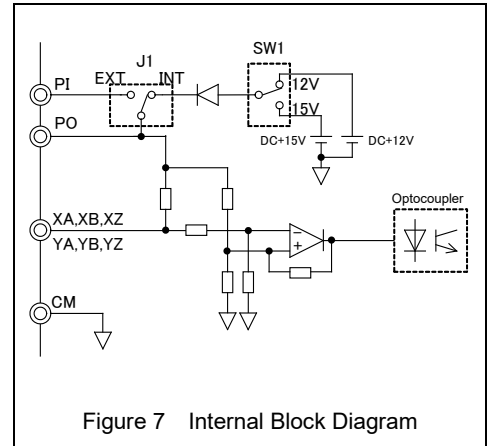 J1
SW1
EXT
INT
PI
12V
15V
PO
DC+15V
DC+12V
Optocoupler
XA,XB,XZ
YA,YB,YZ
−
+
CM
Figure 7 Internal Block Diagram